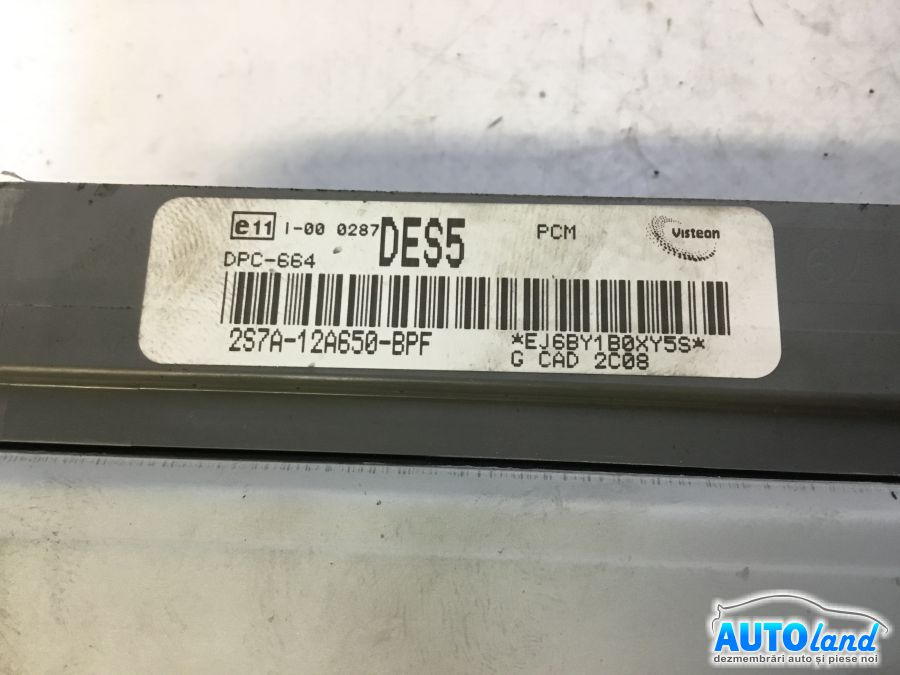 e11 I-00 0287 DES5 PCM Visteon
DPC-664
2S7A-12A650-BPF *EJ6BY1B0XY5S*
G CAD 2C08
AUTOland
dezmembrări auto și piese noi